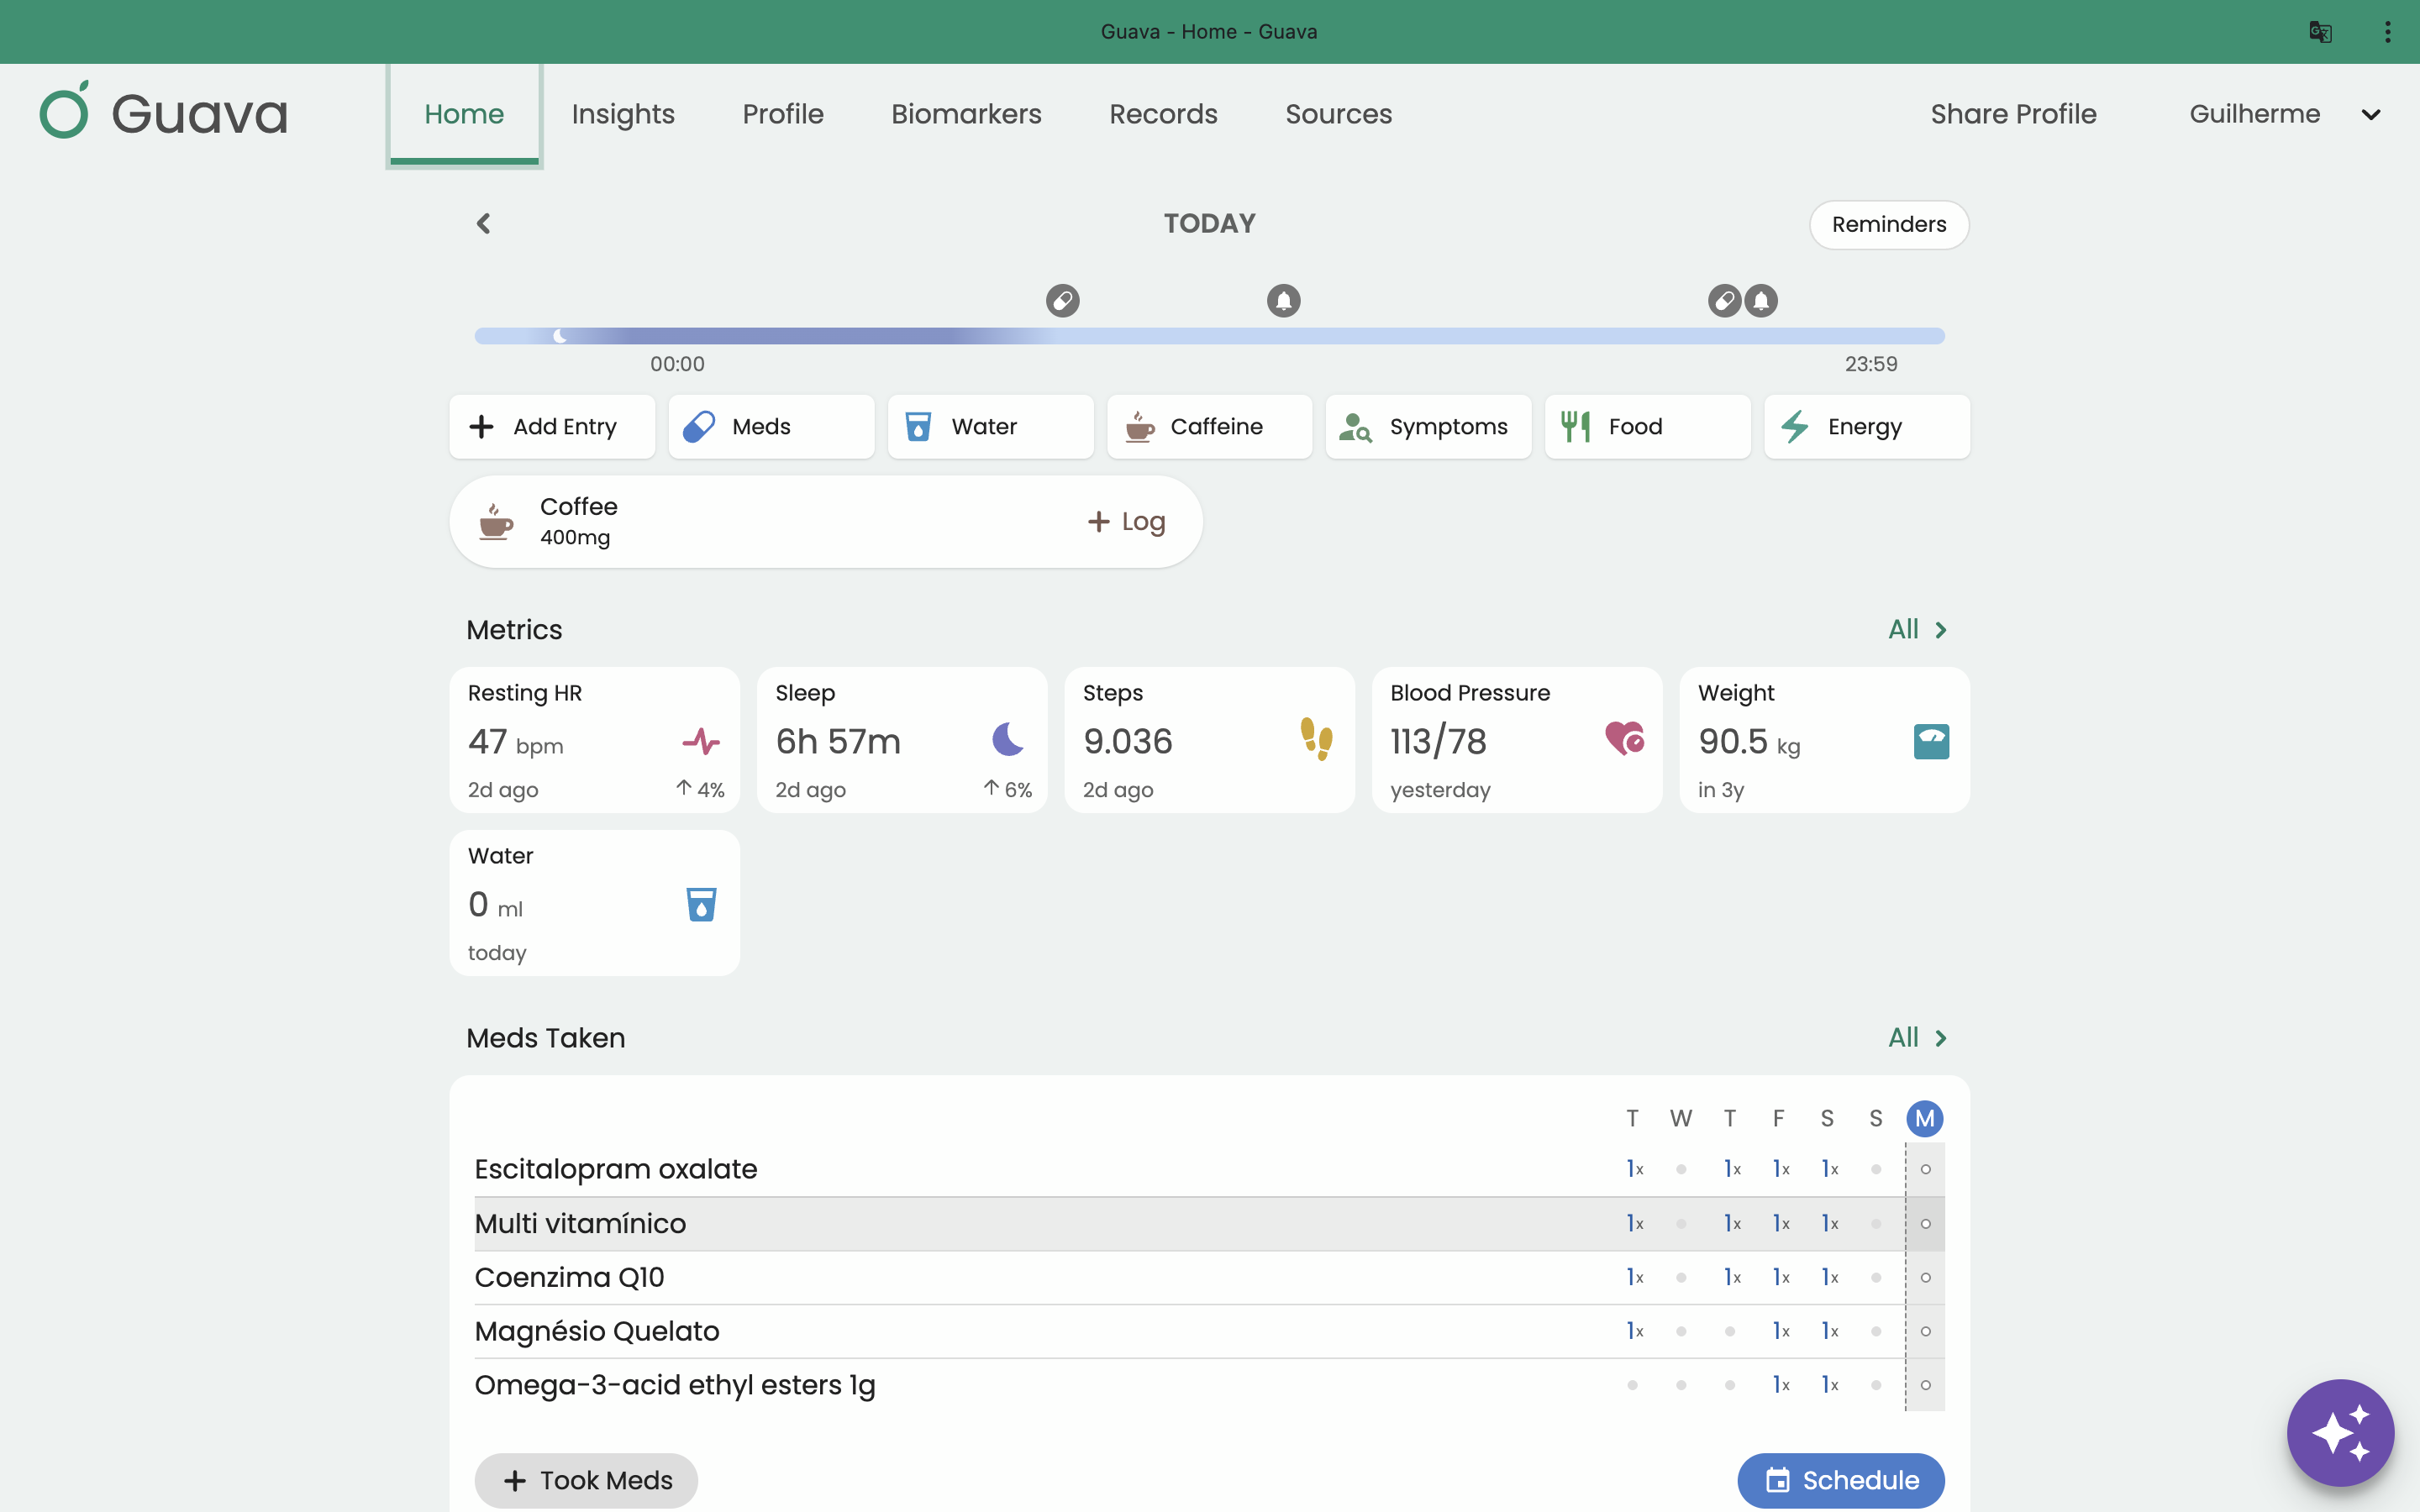 Guava - Home - Guava
Guava
Home Insights Profile Biomarkers Records Sources Share Profile Guilherme
TODAY
Reminders
00:00 23:59
Add Entry Meds Water Caffeine Symptoms Food Energy
Coffee
400mg
+ Log
Metrics All
Resting HR
47 bpm
2d ago ↑ 4%
Sleep
6h 57m
2d ago ↑ 6%
Steps
9.036
2d ago
Blood Pressure
113/78
yesterday
Weight
90.5 kg
in 3y
Water
0 ml
today
Meds Taken All
T W T F S S M
Escitalopram oxalate 1x 1x 1x 1x
Multi vitamínico 1x 1x 1x 1x
Coenzima Q10 1x 1x 1x 1x
Magnésio Quelato 1x 1x 1x
Omega-3-acid ethyl esters 1g 1x 1x
+ Took Meds Schedule